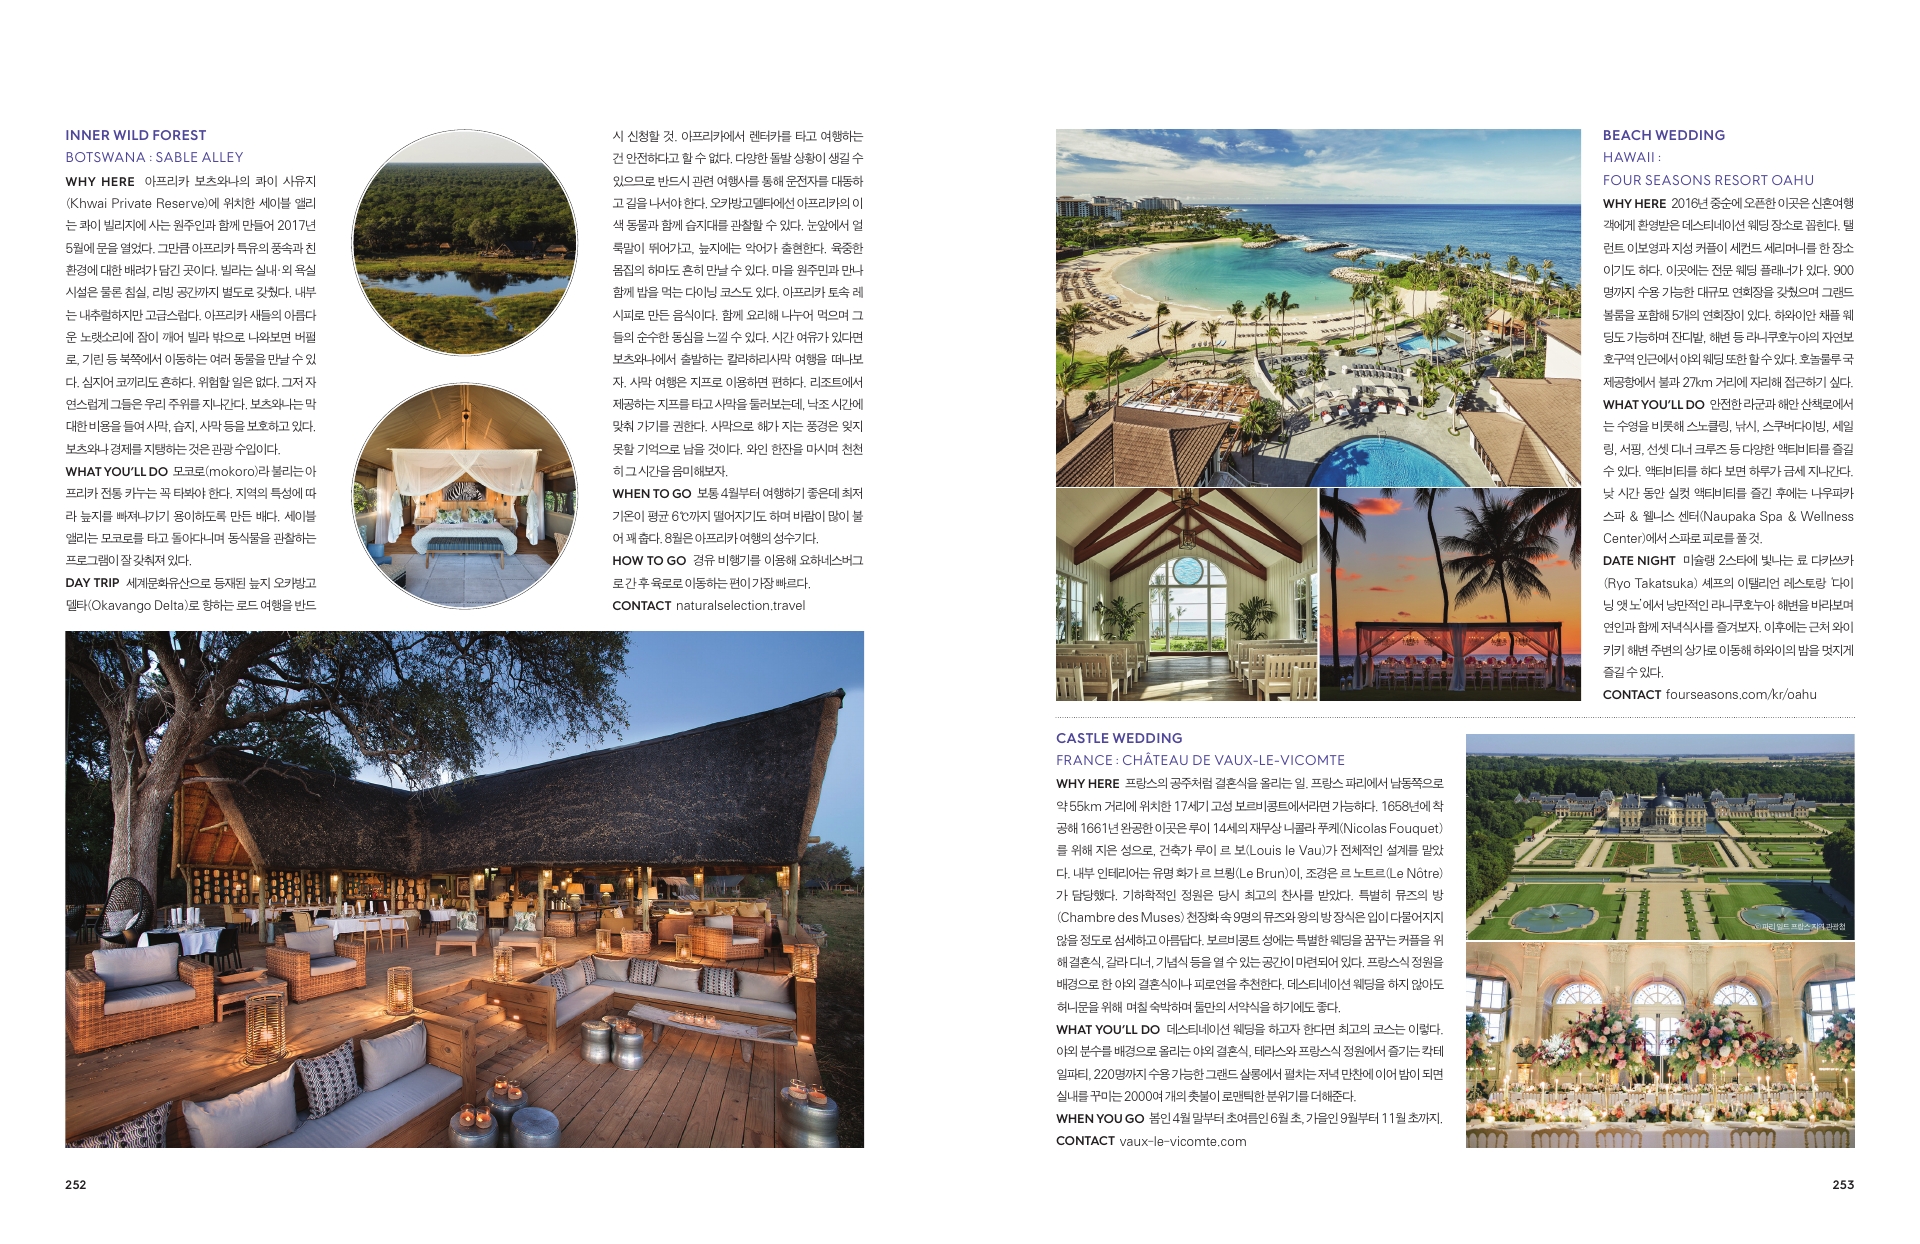 INNER WILD FOREST
BOTSWANA : SABLE ALLEY
WHY HERE 아프리카 보츠와나의 콰이 사유지
(Khwai Private Reserve)에 위치한 세이블 앨리
는 콰이 빌리지에 사는 원주인과 함께 만들어 2017년
5월에 문을 열었다. 그만큼 아프리카 특유의 풍속과 친
환경에 대한 배려가 담긴 곳이다. 빌라는 실내·외 욕실
시설은 물론 침실, 리빙 공간까지 별도로 갖췄다. 내부
는 내추럴하지만 고급스럽다. 아프리카 새들의 아름다
운 노랫소리에 잠이 깨어 빌라 밖으로 나와보면 버펄
로, 기린 등 북쪽에서 이동하는 여러 동물을 만날 수 있
다. 심지어 코끼리도 흔하다. 위험할 일은 없다. 그저 자
연스럽게 그들은 우리 주위를 지나간다. 보츠와나는 막
대한 비용을 들여 사막, 습지, 사막 등을 보호하고 있다.
보츠와나 경제를 지탱하는 것은 관광 수입이다.
WHAT YOU'LL DO 모코로(mokoro)라 불리는 아
프리카 전통 카누는 꼭 타봐야 한다. 지역의 특성에 따
라 늪지를 빠져나가기 용이하도록 만든 배다. 세이블
앨리는 모코로를 타고 돌아다니며 동식물을 관찰하는
프로그램이 잘 갖춰져 있다.
DAY TRIP 세계문화유산으로 등재된 늪지 오카방고
델타(Okavango Delta)로 향하는 로드 여행을 반드
시 신청할 것. 아프리카에서 렌터카를 타고 여행하는
건 안전하다고 할 수 없다. 다양한 돌발 상황이 생길 수
있으므로 반드시 관련 여행사를 통해 운전자를 대동하
고 길을 나서야 한다. 오카방고델타에선 아프리카의 이
색 동물과 함께 습지대를 관찰할 수 있다. 눈앞에서 얼
룩말이 뛰어가고, 늪지에는 악어가 출현한다. 육중한
몸집의 하마도 흔히 만날 수 있다. 마을 원주민과 만나
함께 밥을 먹는 다이닝 코스도 있다. 아프리카 토속 레
시피로 만든 음식이다. 함께 요리해 나누어 먹으며 그
들의 순수한 동심을 느낄 수 있다. 시간 여유가 있다면
보츠와나에서 출발하는 칼라하리사막 여행을 떠나보
자. 사막 여행은 지프로 이용하면 편하다. 리조트에서
제공하는 지프를 타고 사막을 둘러보는데, 낙조 시간에
맞춰 가기를 권한다. 사막으로 해가 지는 풍경은 잊지
못할 기억으로 남을 것이다. 와인 한잔을 마시며 천천
히 그 시간을 음미해보자.
WHEN TO GO 보통 4월부터 여행하기 좋은데 최저
기온이 평균 6℃까지 떨어지기도 하며 바람이 많이 불
어 꽤 춥다. 8월은 아프리카 여행의 성수기다.
HOW TO GO 경유 비행기를 이용해 요하네스버그
로 간 후 육로로 이동하는 편이 가장 빠르다.
CONTACT naturalselection.travel
252
BEACH WEDDING
HAWAII :
FOUR SEASONS RESORT OAHU
WHY HERE 2016년 중순에 오픈한 이곳은 신혼여행
객에게 환영받은 데스티네이션 웨딩 장소로 꼽힌다. 탤
런트 이보영과 지성 커플이 세컨드 세리머니를 한 장소
이기도 하다. 이곳에는 전문 웨딩 플래너가 있다. 900
명까지 수용 가능한 대규모 연회장을 갖췄으며 그랜드
볼룸을 포함해 5개의 연회장이 있다. 하와이안 채플 웨
딩도 가능하며 잔디밭, 해변 등 라니쿠호누아의 자연보
호구역 인근에서 야외 웨딩 또한 할 수 있다. 호놀룰루 국
제공항에서 불과 27km 거리에 자리해 접근하기 싶다.
WHAT YOU'LL DO 안전한 라군과 해안 산책로에서
는 수영을 비롯해 스노클링, 낚시, 스쿠버다이빙, 세일
링, 서핑, 선셋 디너 크루즈 등 다양한 액티비티를 즐길
수 있다. 액티비티를 하다 보면 하루가 금세 지나간다.
낮 시간 동안 실컷 액티비티를 즐긴 후에는 나우파카
스파 & 웰니스 센터(Naupaka Spa & Wellness
Center)에서 스파로 피로를 풀 것.
DATE NIGHT 미슐랭 2스타에 빛나는 료 다카쓰카
(Ryo Takatsuka) 셰프의 이탤리언 레스토랑 '다이
닝 앳 노'에서 낭만적인 라니쿠호누아 해변을 바라보며
연인과 함께 저녁식사를 즐겨보자. 이후에는 근처 와이
키키 해변 주변의 상가로 이동해 하와이의 밤을 멋지게
즐길 수 있다.
CONTACT fourseasons.com/kr/oahu
CASTLE WEDDING
FRANCE : CHÂTEAU DE VAUX-LE-VICOMTE
WHY HERE 프랑스의 공주처럼 결혼식을 올리는 일. 프랑스 파리에서 남동쪽으로
약 55km 거리에 위치한 17세기 고성 보르비콩트에서라면 가능하다. 1658년에 착
공해 1661년 완공한 이곳은 루이 14세의 재무상 니콜라 푸케(Nicolas Fouquet)
를 위해 지은 성으로, 건축가 루이 르 보(Louis le Vau)가 전체적인 설계를 맡았
다. 내부 인테리어는 유명 화가 르 브룅(Le Brun)이, 조경은 르 노트르(Le Nôtre)
가 담당했다. 기하학적인 정원은 당시 최고의 찬사를 받았다. 특별히 뮤즈의 방
(Chambre des Muses) 천장화 속 9명의 뮤즈와 왕의 방 장식은 입이 다물어지지
않을 정도로 섬세하고 아름답다. 보르비콩트 성에는 특별한 웨딩을 꿈꾸는 커플을 위
해 결혼식, 갈라 디너, 기념식 등을 열 수 있는 공간이 마련되어 있다. 프랑스식 정원을
배경으로 한 야외 결혼식이나 피로연을 추천한다. 데스티네이션 웨딩을 하지 않아도
허니문을 위해 며칠 숙박하며 둘만의 서약식을 하기에도 좋다.
WHAT YOU'LL DO 데스티네이션 웨딩을 하고자 한다면 최고의 코스는 이렇다.
야외 분수를 배경으로 올리는 야외 결혼식, 테라스와 프랑스식 정원에서 즐기는 칵테
일파티, 220명까지 수용 가능한 그랜드 살롱에서 펼치는 저녁 만찬에 이어 밤이 되면
실내를 꾸미는 2000여 개의 촛불이 로맨틱한 분위기를 더해준다.
WHEN YOU GO 봄인 4월 말부터 초여름인 6월 초, 가을인 9월부터 11월 초까지.
CONTACT vaux-le-vicomte.com
© 파리 일드 프랑스 지역 관광청
253